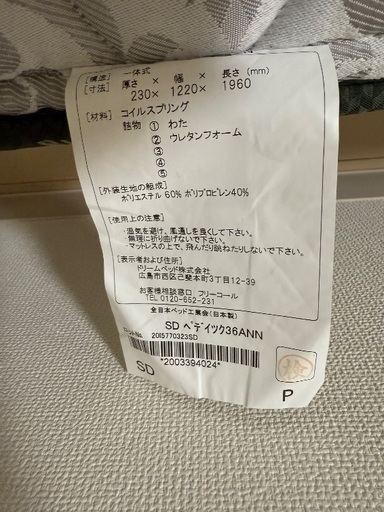 [構造] 一体式
[寸法] 厚さ × 幅 × 長さ (mm)
230× 1220× 1960
[材料] コイルスプリング
詰物 ① わた
② ウレタンフォーム
③
④
⑤
[外装生地の組成]
ポリエステル 60% ポリプロピレン40%
[使用上の注意]
・湿気を避け、風通しを良くして下さい。
・無理に折り曲げないで下さい。
・マットレスの上で、飛んだり跳ねたりしないで下さい。
[表示者および住所]
ドリームベッド株式会社
広島市西区己斐本町3丁目12-39
お客様相談窓口 フリーコール
TEL 0120-652-231
全日本ベッド工業会(日本製)
SD ペディック36ANN
2015770323SD
*2003394024*
SD
P